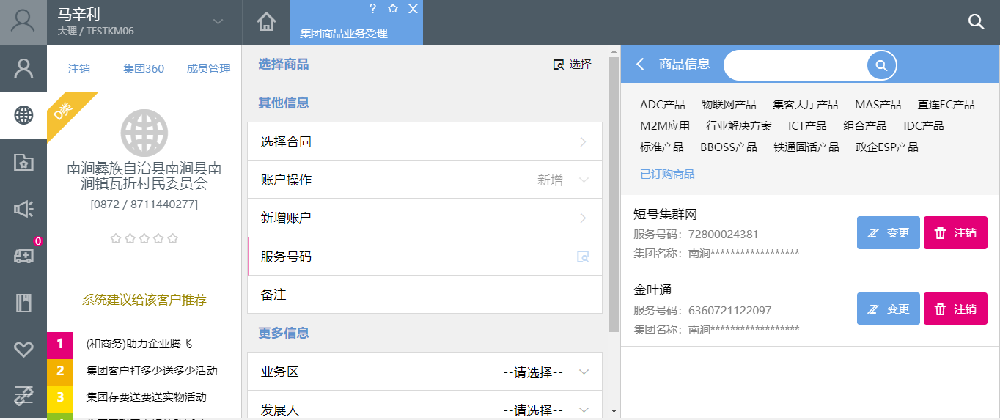 马辛利
大理 / TESTKM06
? X
集团商品业务受理
0
注销 集团360 成员管理
D类
南涧彝族自治县南涧县南
涧镇瓦折村民委员会
[0872 / 8711440277]
系统建议给该客户推荐
1 (和商务)助力企业腾飞
2 集团客户打多少送多少活动
3 集团存费送费送实物活动
选择商品 选择
其他信息
选择合同
账户操作 新增
新增账户
服务号码
备注
更多信息
业务区 --请选择--
发展人 --请选择--
商品信息
ADC产品 物联网产品 集客大厅产品 MAS产品 直连EC产品
M2M应用 行业解决方案 ICT产品 组合产品 IDC产品
标准产品 BBOSS产品 铁通固话产品 政企ESP产品
已订购商品
短号集群网
服务号码：72800024381
集团名称：南涧******************
变更 注销
金叶通
服务号码：6360721122097
集团名称：南涧******************
变更 注销